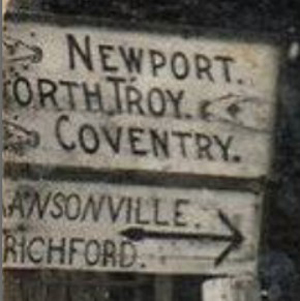 NEWPORT.
ORTH TROY.
COVENTRY.
ANSONVILLE.
RICHFORD.